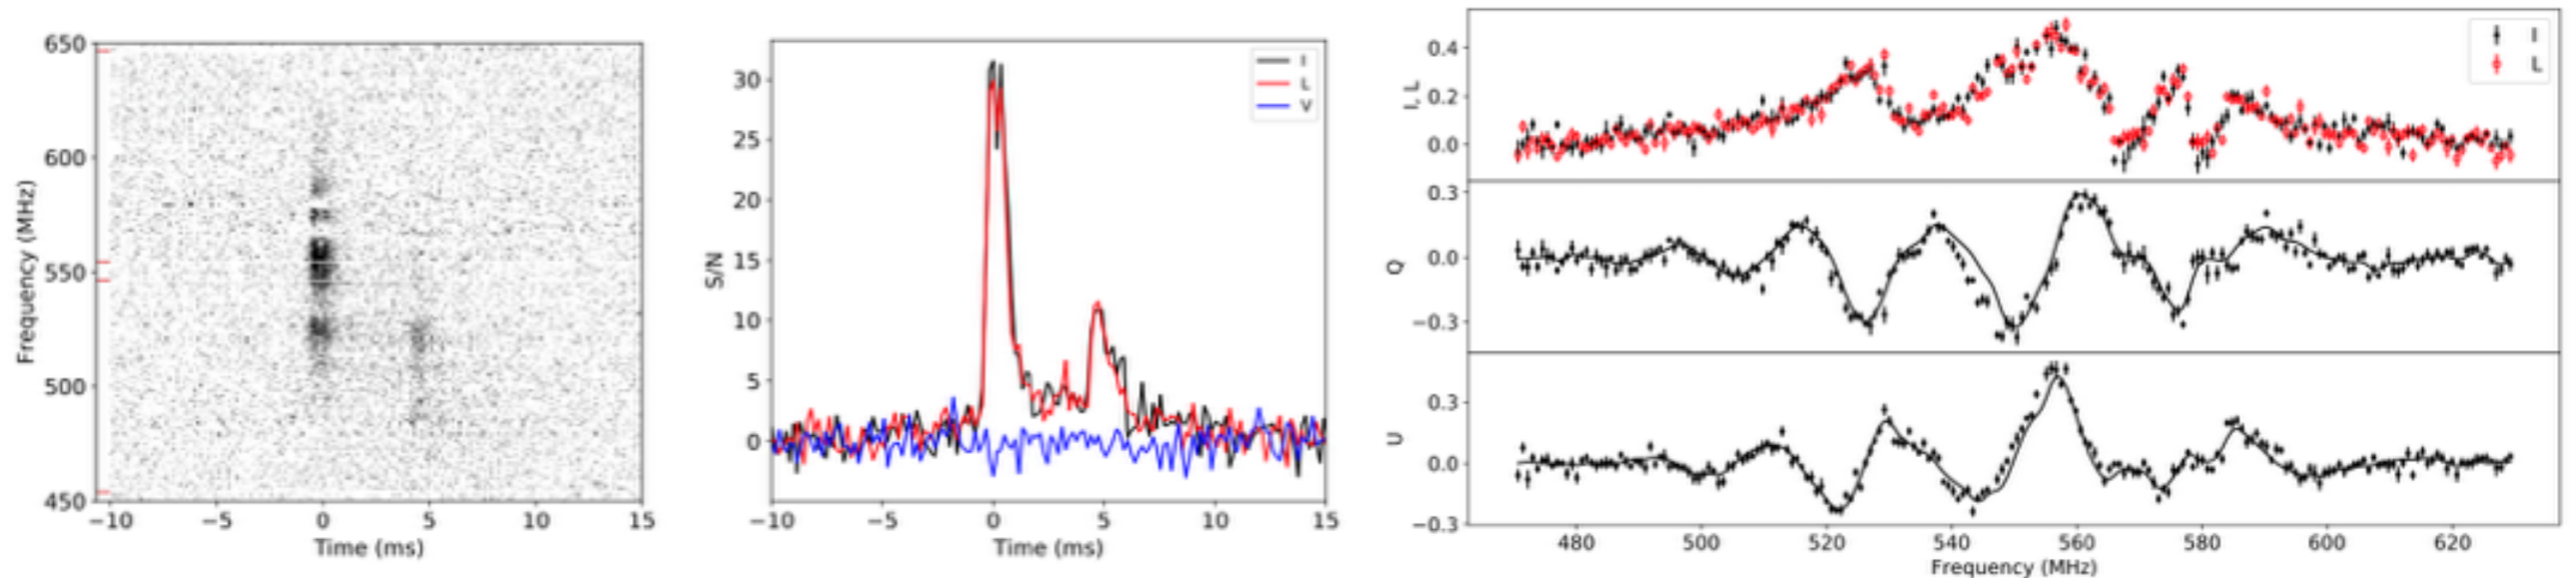 650
600
550
500
450
Frequency (MHz)
−10 −5 0 5 10 15
Time (ms)
30
25
20
15
10
5
0
S/N
I
L
V
−10 −5 0 5 10 15
Time (ms)
0.4
0.2
0.0
I, L
I
L
0.3
0.0
−0.3
Q
0.3
0.0
−0.3
U
480 500 520 540 560 580 600 620
Frequency (MHz)